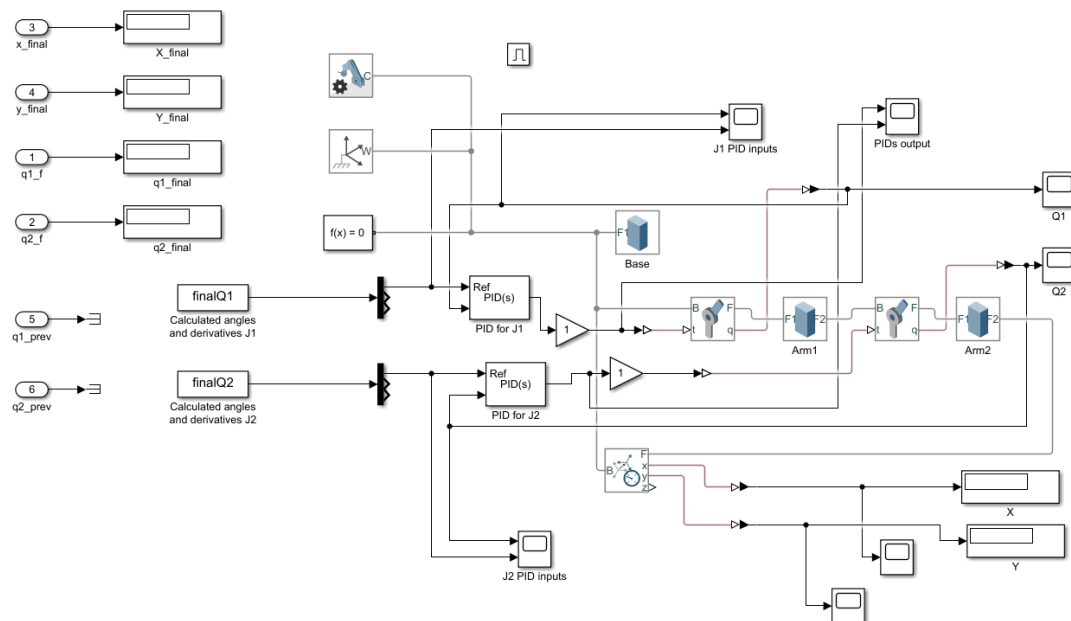 3
x_final
X_final
4
y_final
Y_final
1
q1_f
q1_final
2
q2_f
q2_final
5
q1_prev
6
q2_prev
C
W
f(x) = 0
F1
Base
J1 PID inputs
PIDs output
Q1
Q2
finalQ1
Calculated angles
and derivatives J1
Ref
PID(s)
PID for J1
1
B
F
t
q
F1
F2
Arm1
B
F
t
q
F1
F2
Arm2
finalQ2
Calculated angles
and derivatives J2
Ref
PID(s)
PID for J2
1
B
F
x
y
z
X
Y
J2 PID inputs